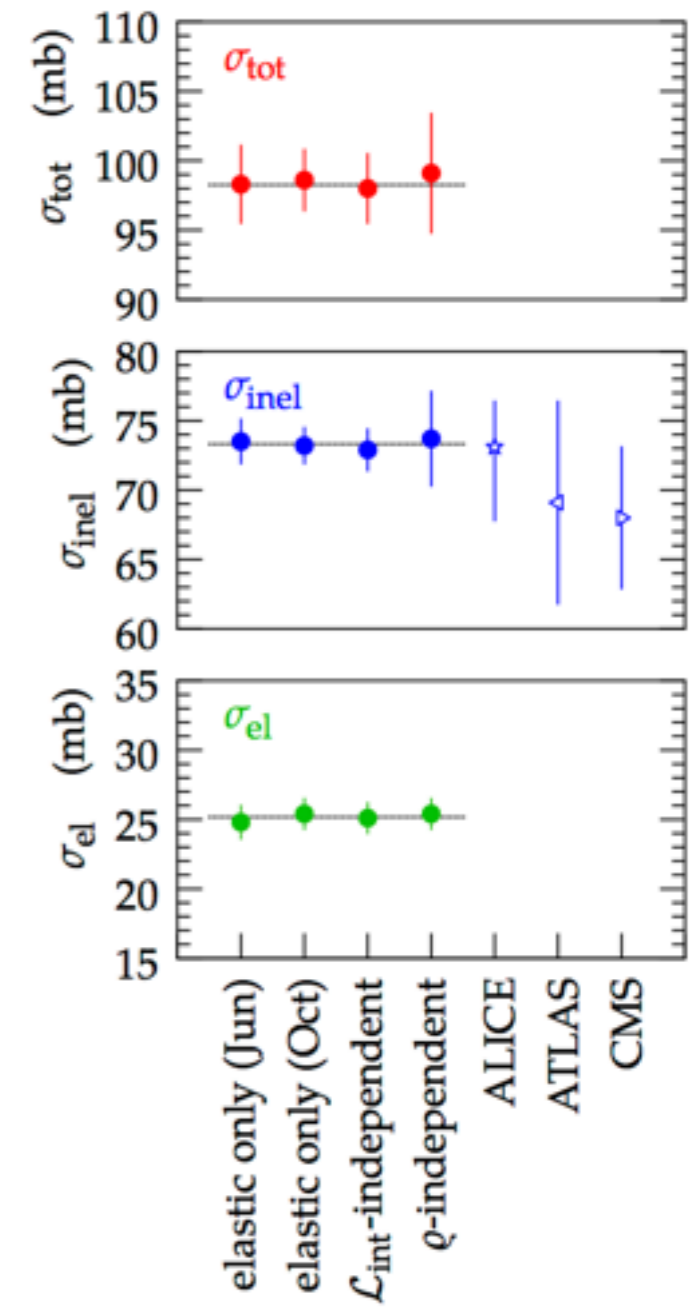 σtot (mb)
110
105
100
95
90
σtot
σinel (mb)
80
75
70
65
60
σinel
σel (mb)
35
30
25
20
15
σel
elastic only (Jun)
elastic only (Oct)
ℒint-independent
ϱ-independent
ALICE
ATLAS
CMS